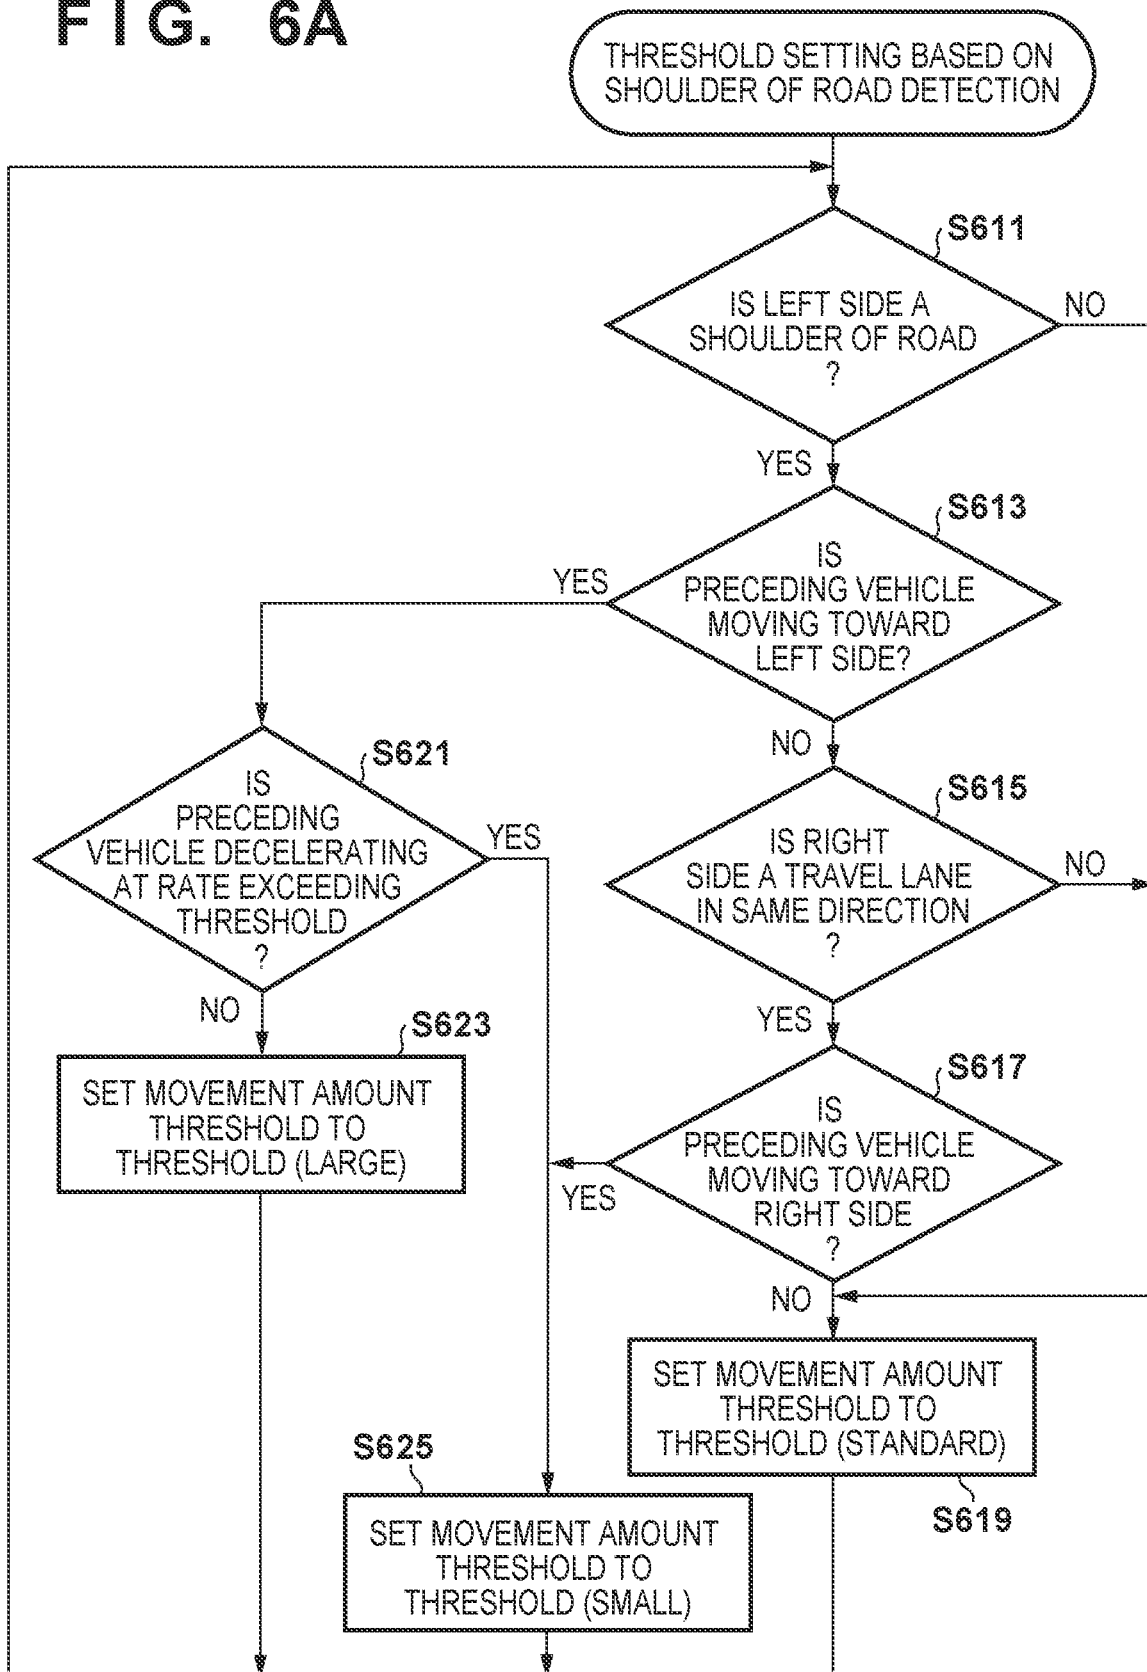 FIG. 6A
THRESHOLD SETTING BASED ON
SHOULDER OF ROAD DETECTION
S611
IS LEFT SIDE A
SHOULDER OF ROAD
?
NO
YES
S613
IS
PRECEDING VEHICLE
MOVING TOWARD
LEFT SIDE?
YES
NO
S621
IS
PRECEDING
VEHICLE DECELERATING
AT RATE EXCEEDING
THRESHOLD
?
YES
NO
S615
IS RIGHT
SIDE A TRAVEL LANE
IN SAME DIRECTION
?
NO
YES
S623
SET MOVEMENT AMOUNT
THRESHOLD TO
THRESHOLD (LARGE)
S617
IS
PRECEDING VEHICLE
MOVING TOWARD
RIGHT SIDE
?
YES
NO
SET MOVEMENT AMOUNT
THRESHOLD TO
THRESHOLD (STANDARD)
S619
S625
SET MOVEMENT AMOUNT
THRESHOLD TO
THRESHOLD (SMALL)